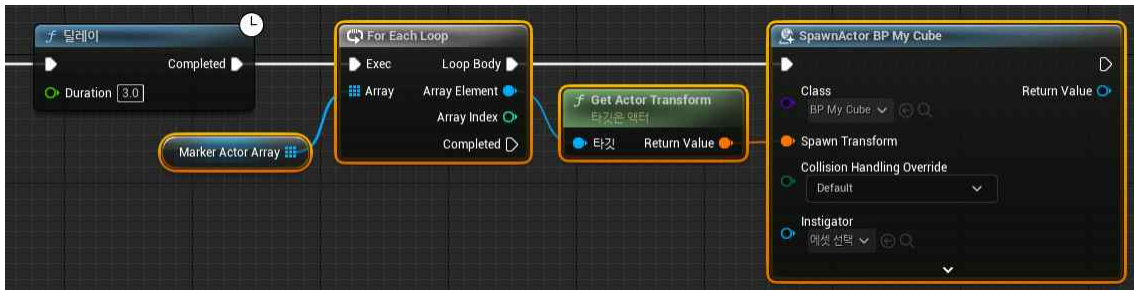 f 딜레이
Completed
Duration 3.0
Marker Actor Array
For Each Loop
Exec Loop Body
Array Array Element
Array Index
Completed
f Get Actor Transform
타깃은 액터
타깃 Return Value
SpawnActor BP My Cube
Class Return Value
BP My Cube
Spawn Transform
Collision Handling Override
Default
Instigator
에셋 선택